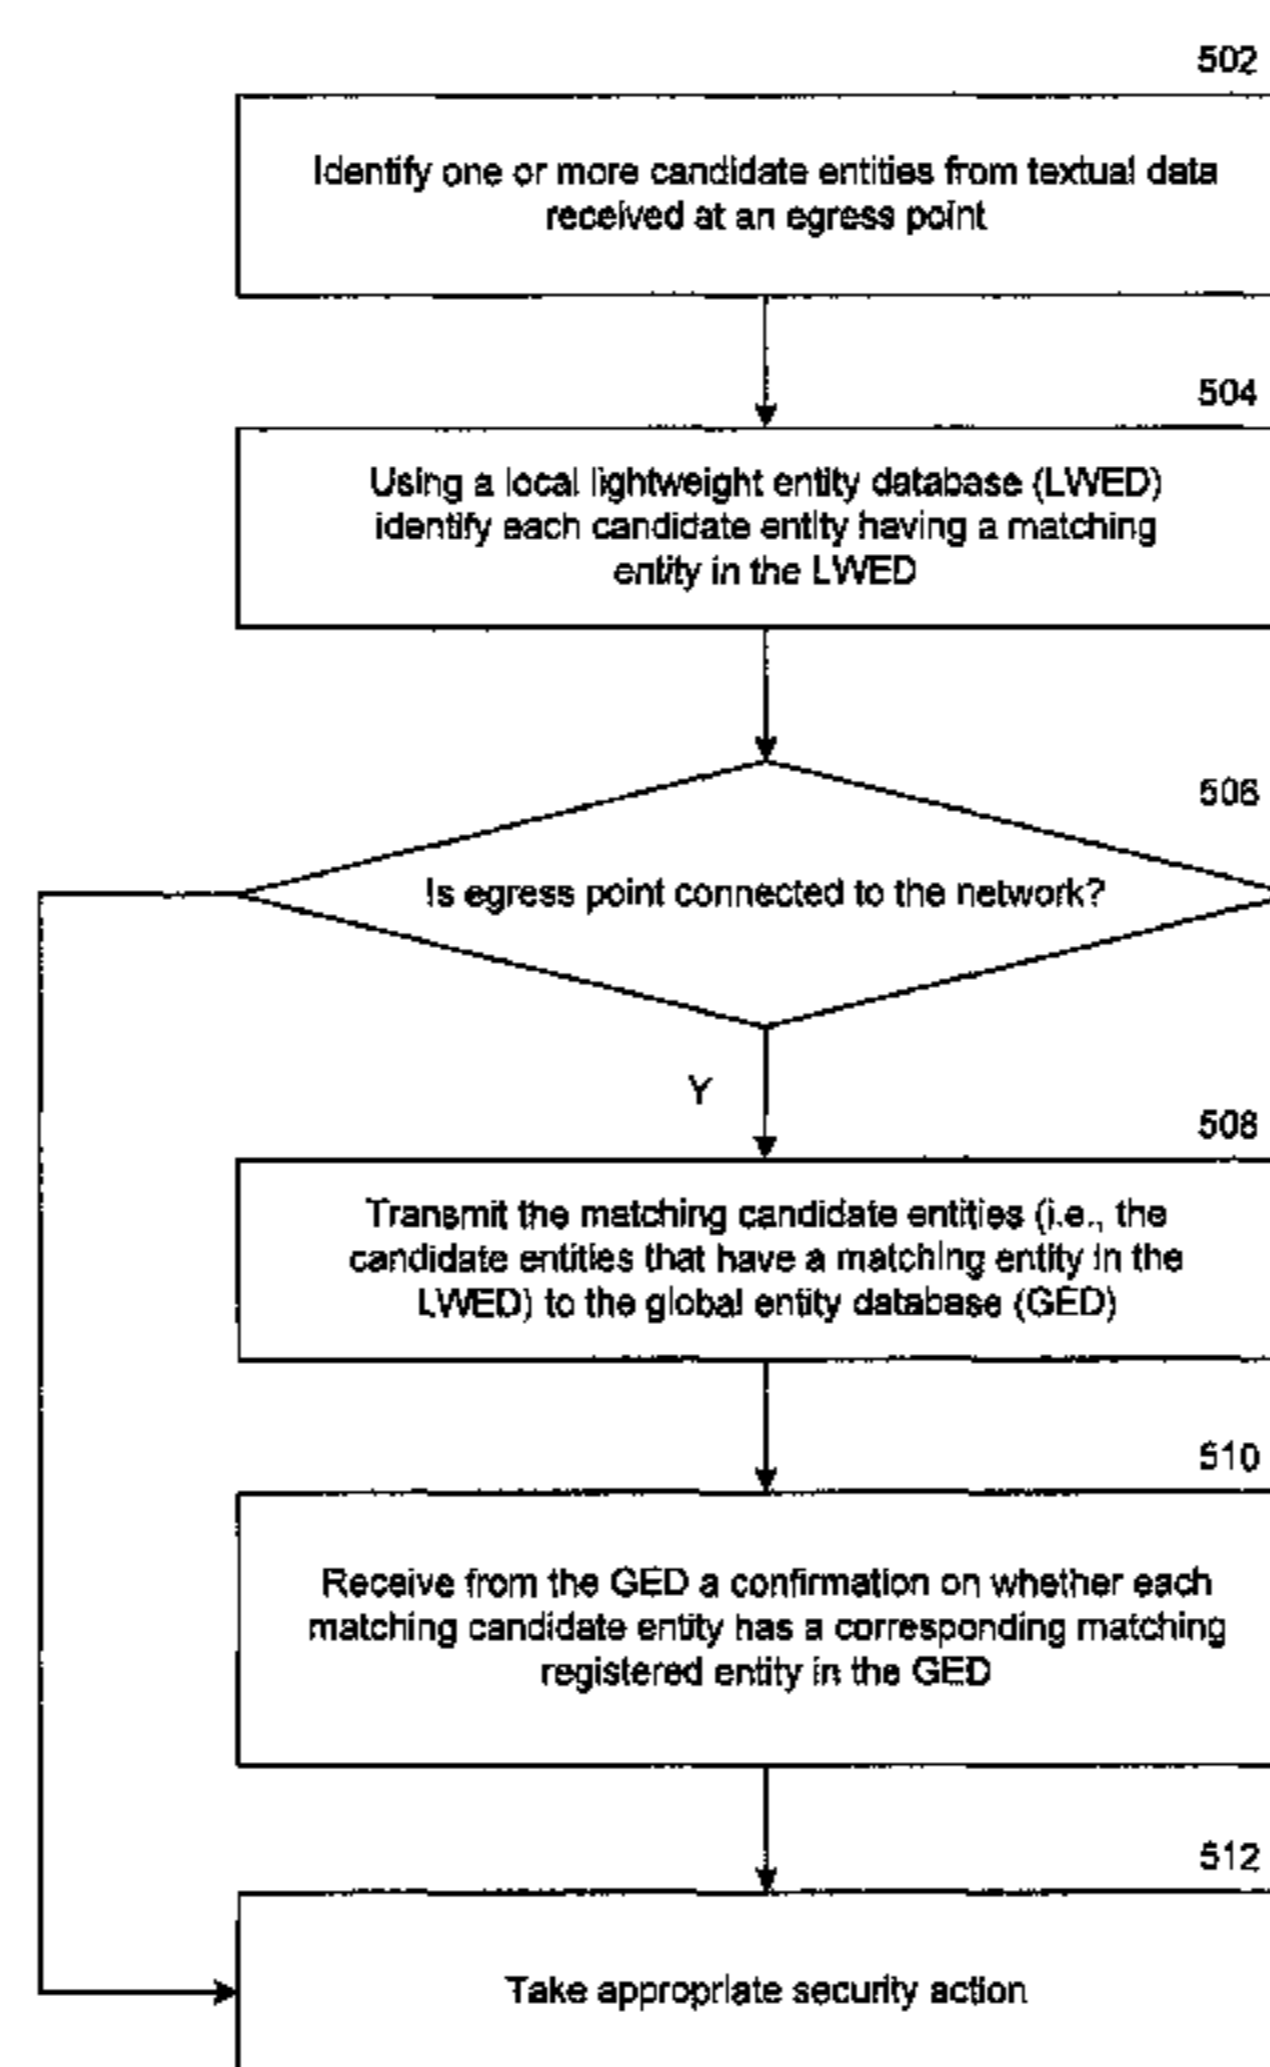 502
Identify one or more candidate entities from textual data
received at an egress point
504
Using a local lightweight entity database (LWED)
identify each candidate entity having a matching
entity in the LWED
506
Is egress point connected to the network?
Y
508
Transmit the matching candidate entities (i.e., the
candidate entities that have a matching entity in the
LWED) to the global entity database (GED)
510
Receive from the GED a confirmation on whether each
matching candidate entity has a corresponding matching
registered entity in the GED
512
Take appropriate security action